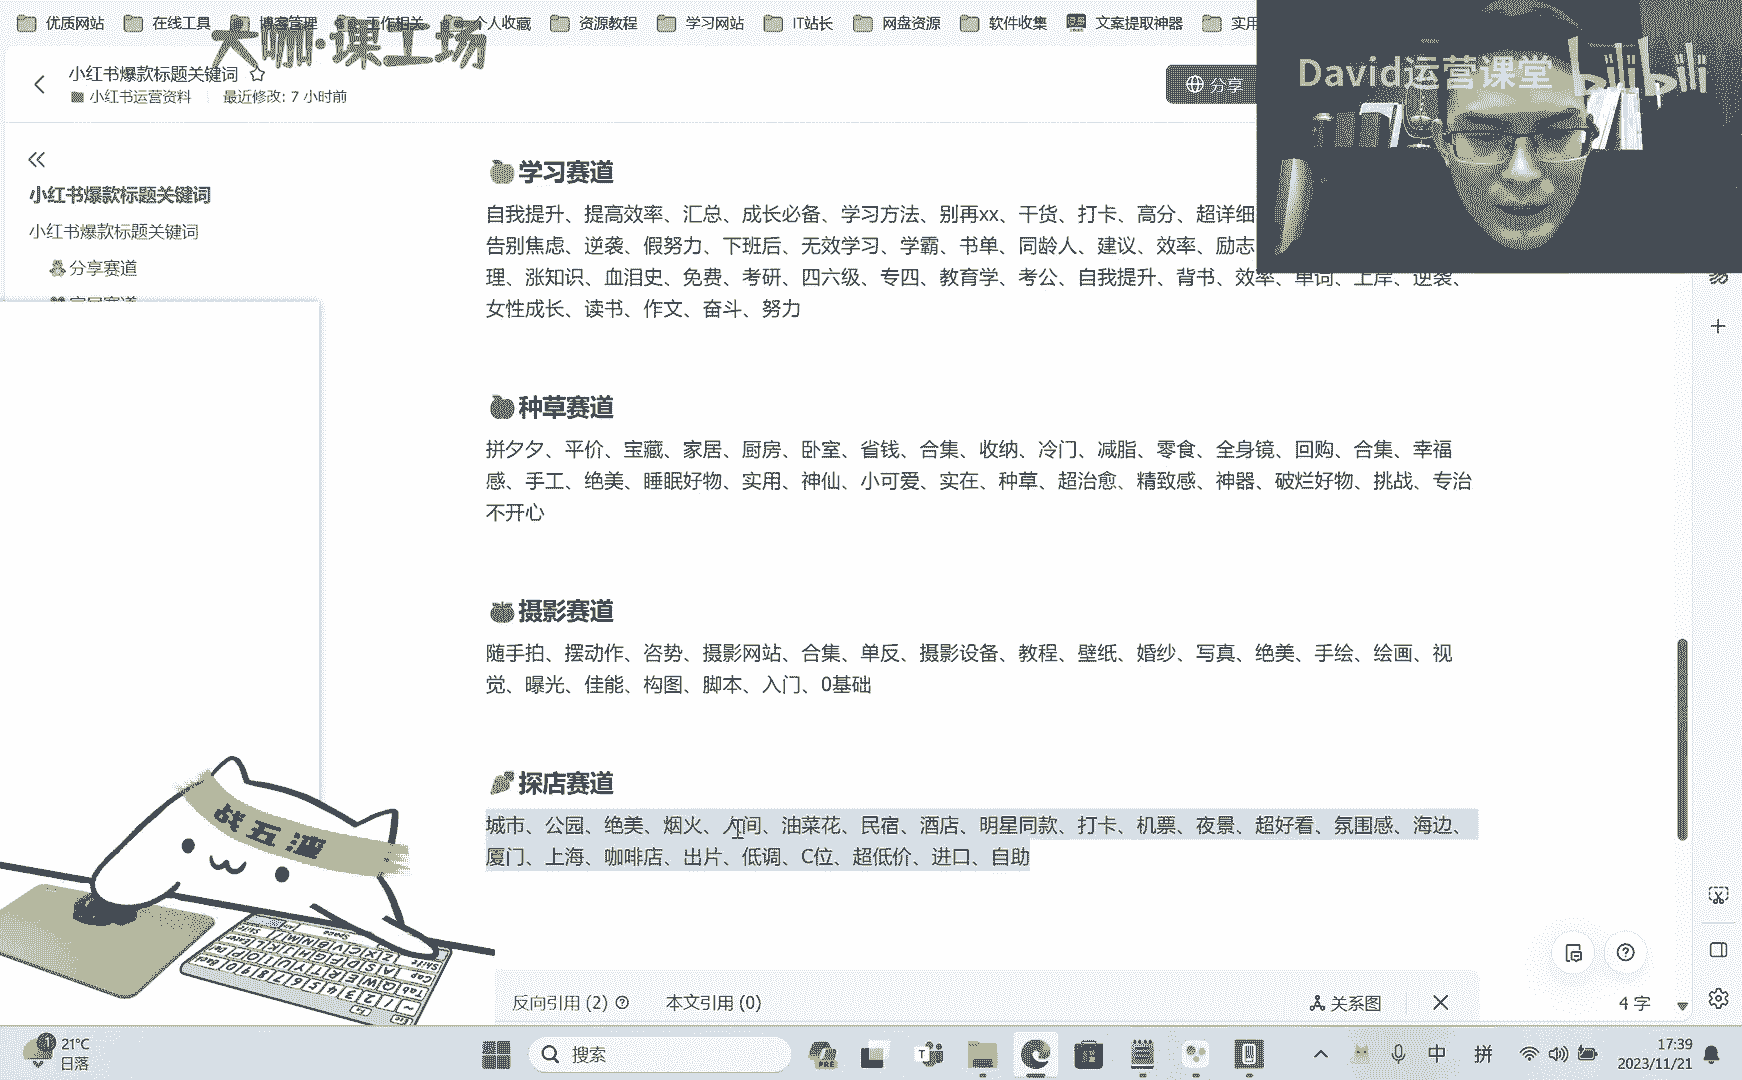 优质网站 在线工具 博客管理 工作相关 个人收藏 资源教程 学习网站 IT站长 网盘资源 软件收集 文案提取神器 实用
大咖·课工场
小红书爆款标题关键词
小红书运营资料 最近修改: 7 小时前
分享
David运营课堂 bilibili
小红书爆款标题关键词
小红书爆款标题关键词
分享赛道
学习赛道
自我提升、提高效率、汇总、成长必备、学习方法、别再xx、干货、打卡、高分、超详细
告别焦虑、逆袭、假努力、下班后、无效学习、学霸、书单、同龄人、建议、效率、励志
理、涨知识、血泪史、免费、考研、四六级、专四、教育学、考公、自我提升、背书、效率、单词、上岸、逆袭、
女性成长、读书、作文、奋斗、努力
种草赛道
拼夕夕、平价、宝藏、家居、厨房、卧室、省钱、合集、收纳、冷门、减脂、零食、全身镜、回购、合集、幸福
感、手工、绝美、睡眠好物、实用、神仙、小可爱、实在、种草、超治愈、精致感、神器、破烂好物、挑战、专治
不开心
摄影赛道
随手拍、摆动作、咨势、摄影网站、合集、单反、摄影设备、教程、壁纸、婚纱、写真、绝美、手绘、绘画、视
觉、曝光、佳能、构图、脚本、入门、0基础
探店赛道
城市、公园、绝美、烟火、人间、油菜花、民宿、酒店、明星同款、打卡、机票、夜景、超好看、氛围感、海边、
厦门、上海、咖啡店、出片、低调、C位、超低价、进口、自助
战五渣
反向引用 (2) 本文引用 (0) 关系图 4 字
21°C
日落
搜索
PRE
中 拼
17:39
2023/11/21